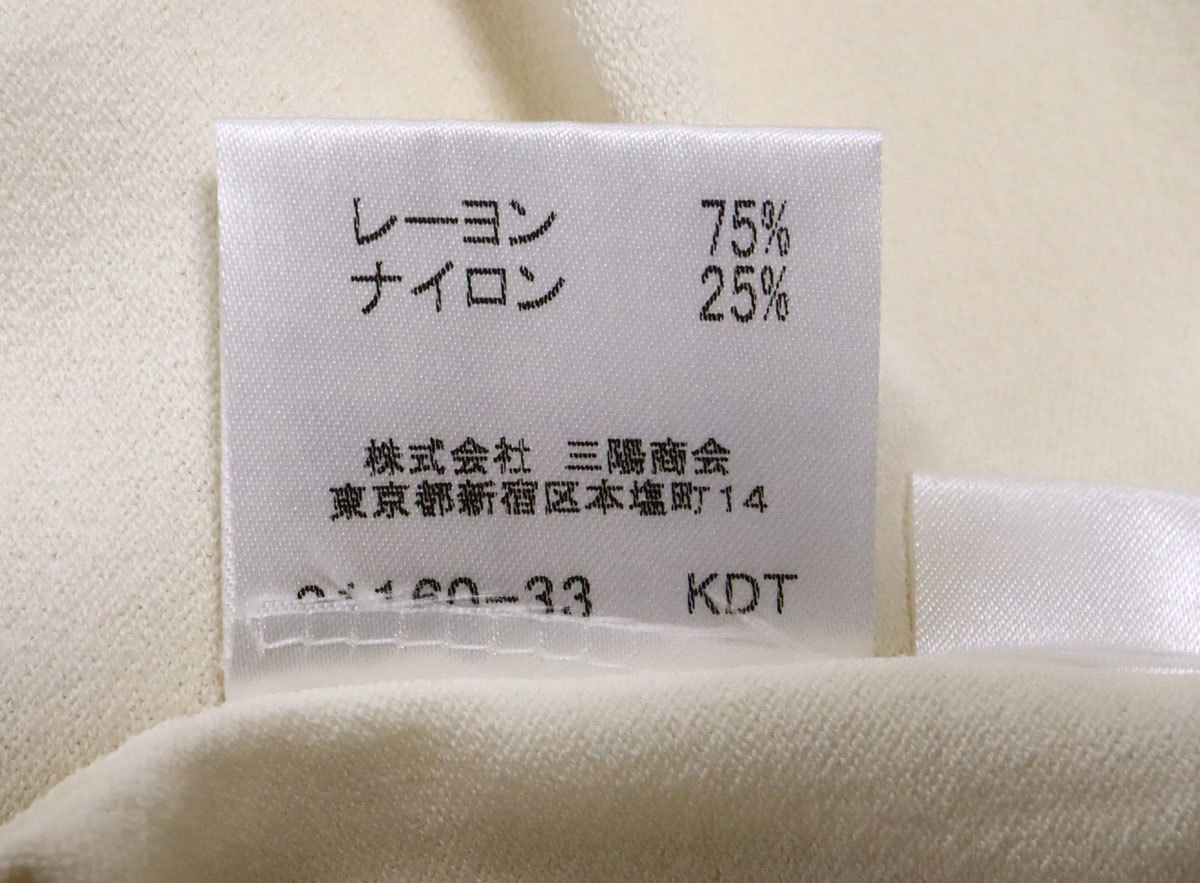 レーヨン 75%
ナイロン 25%
株式会社 三陽商会
東京都新宿区本塩町14
KDT